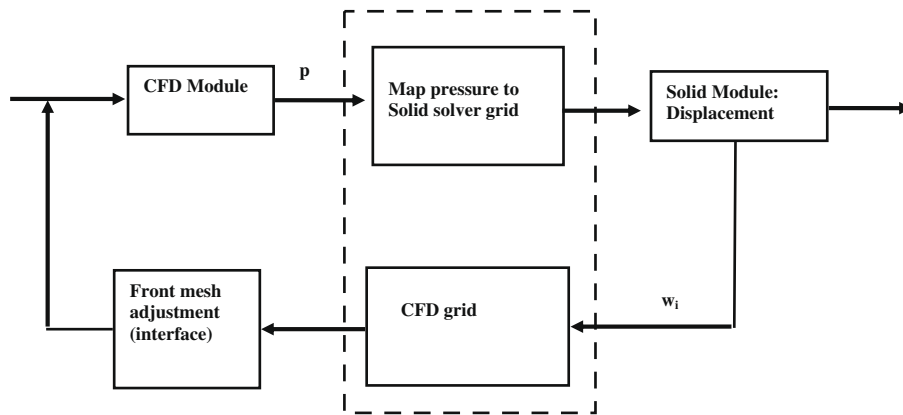 CFD Module
p
Map pressure to
Solid solver grid
Solid Module:
Displacement
Front mesh
adjustment
(interface)
CFD grid
wi